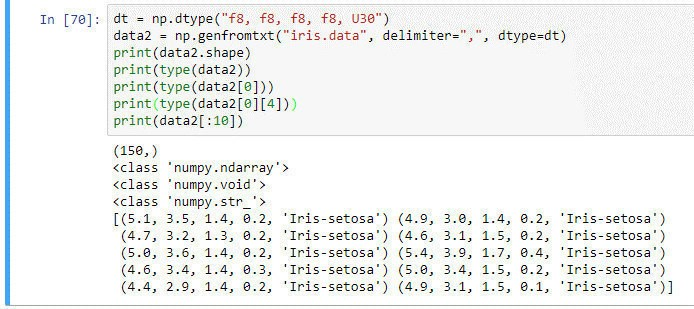 In [70]: dt = np.dtype("f8, f8, f8, f8, U30")
data2 = np.genfromtxt("iris.data", delimiter=",", dtype=dt)
print(data2.shape)
print(type(data2))
print(type(data2[0]))
print(type(data2[0][4]))
print(data2[:10])
(150,)
<class 'numpy.ndarray'>
<class 'numpy.void'>
<class 'numpy.str_'>
[(5.1, 3.5, 1.4, 0.2, 'Iris-setosa') (4.9, 3.0, 1.4, 0.2, 'Iris-setosa')
(4.7, 3.2, 1.3, 0.2, 'Iris-setosa') (4.6, 3.1, 1.5, 0.2, 'Iris-setosa')
(5.0, 3.6, 1.4, 0.2, 'Iris-setosa') (5.4, 3.9, 1.7, 0.4, 'Iris-setosa')
(4.6, 3.4, 1.4, 0.3, 'Iris-setosa') (5.0, 3.4, 1.5, 0.2, 'Iris-setosa')
(4.4, 2.9, 1.4, 0.2, 'Iris-setosa') (4.9, 3.1, 1.5, 0.1, 'Iris-setosa')]